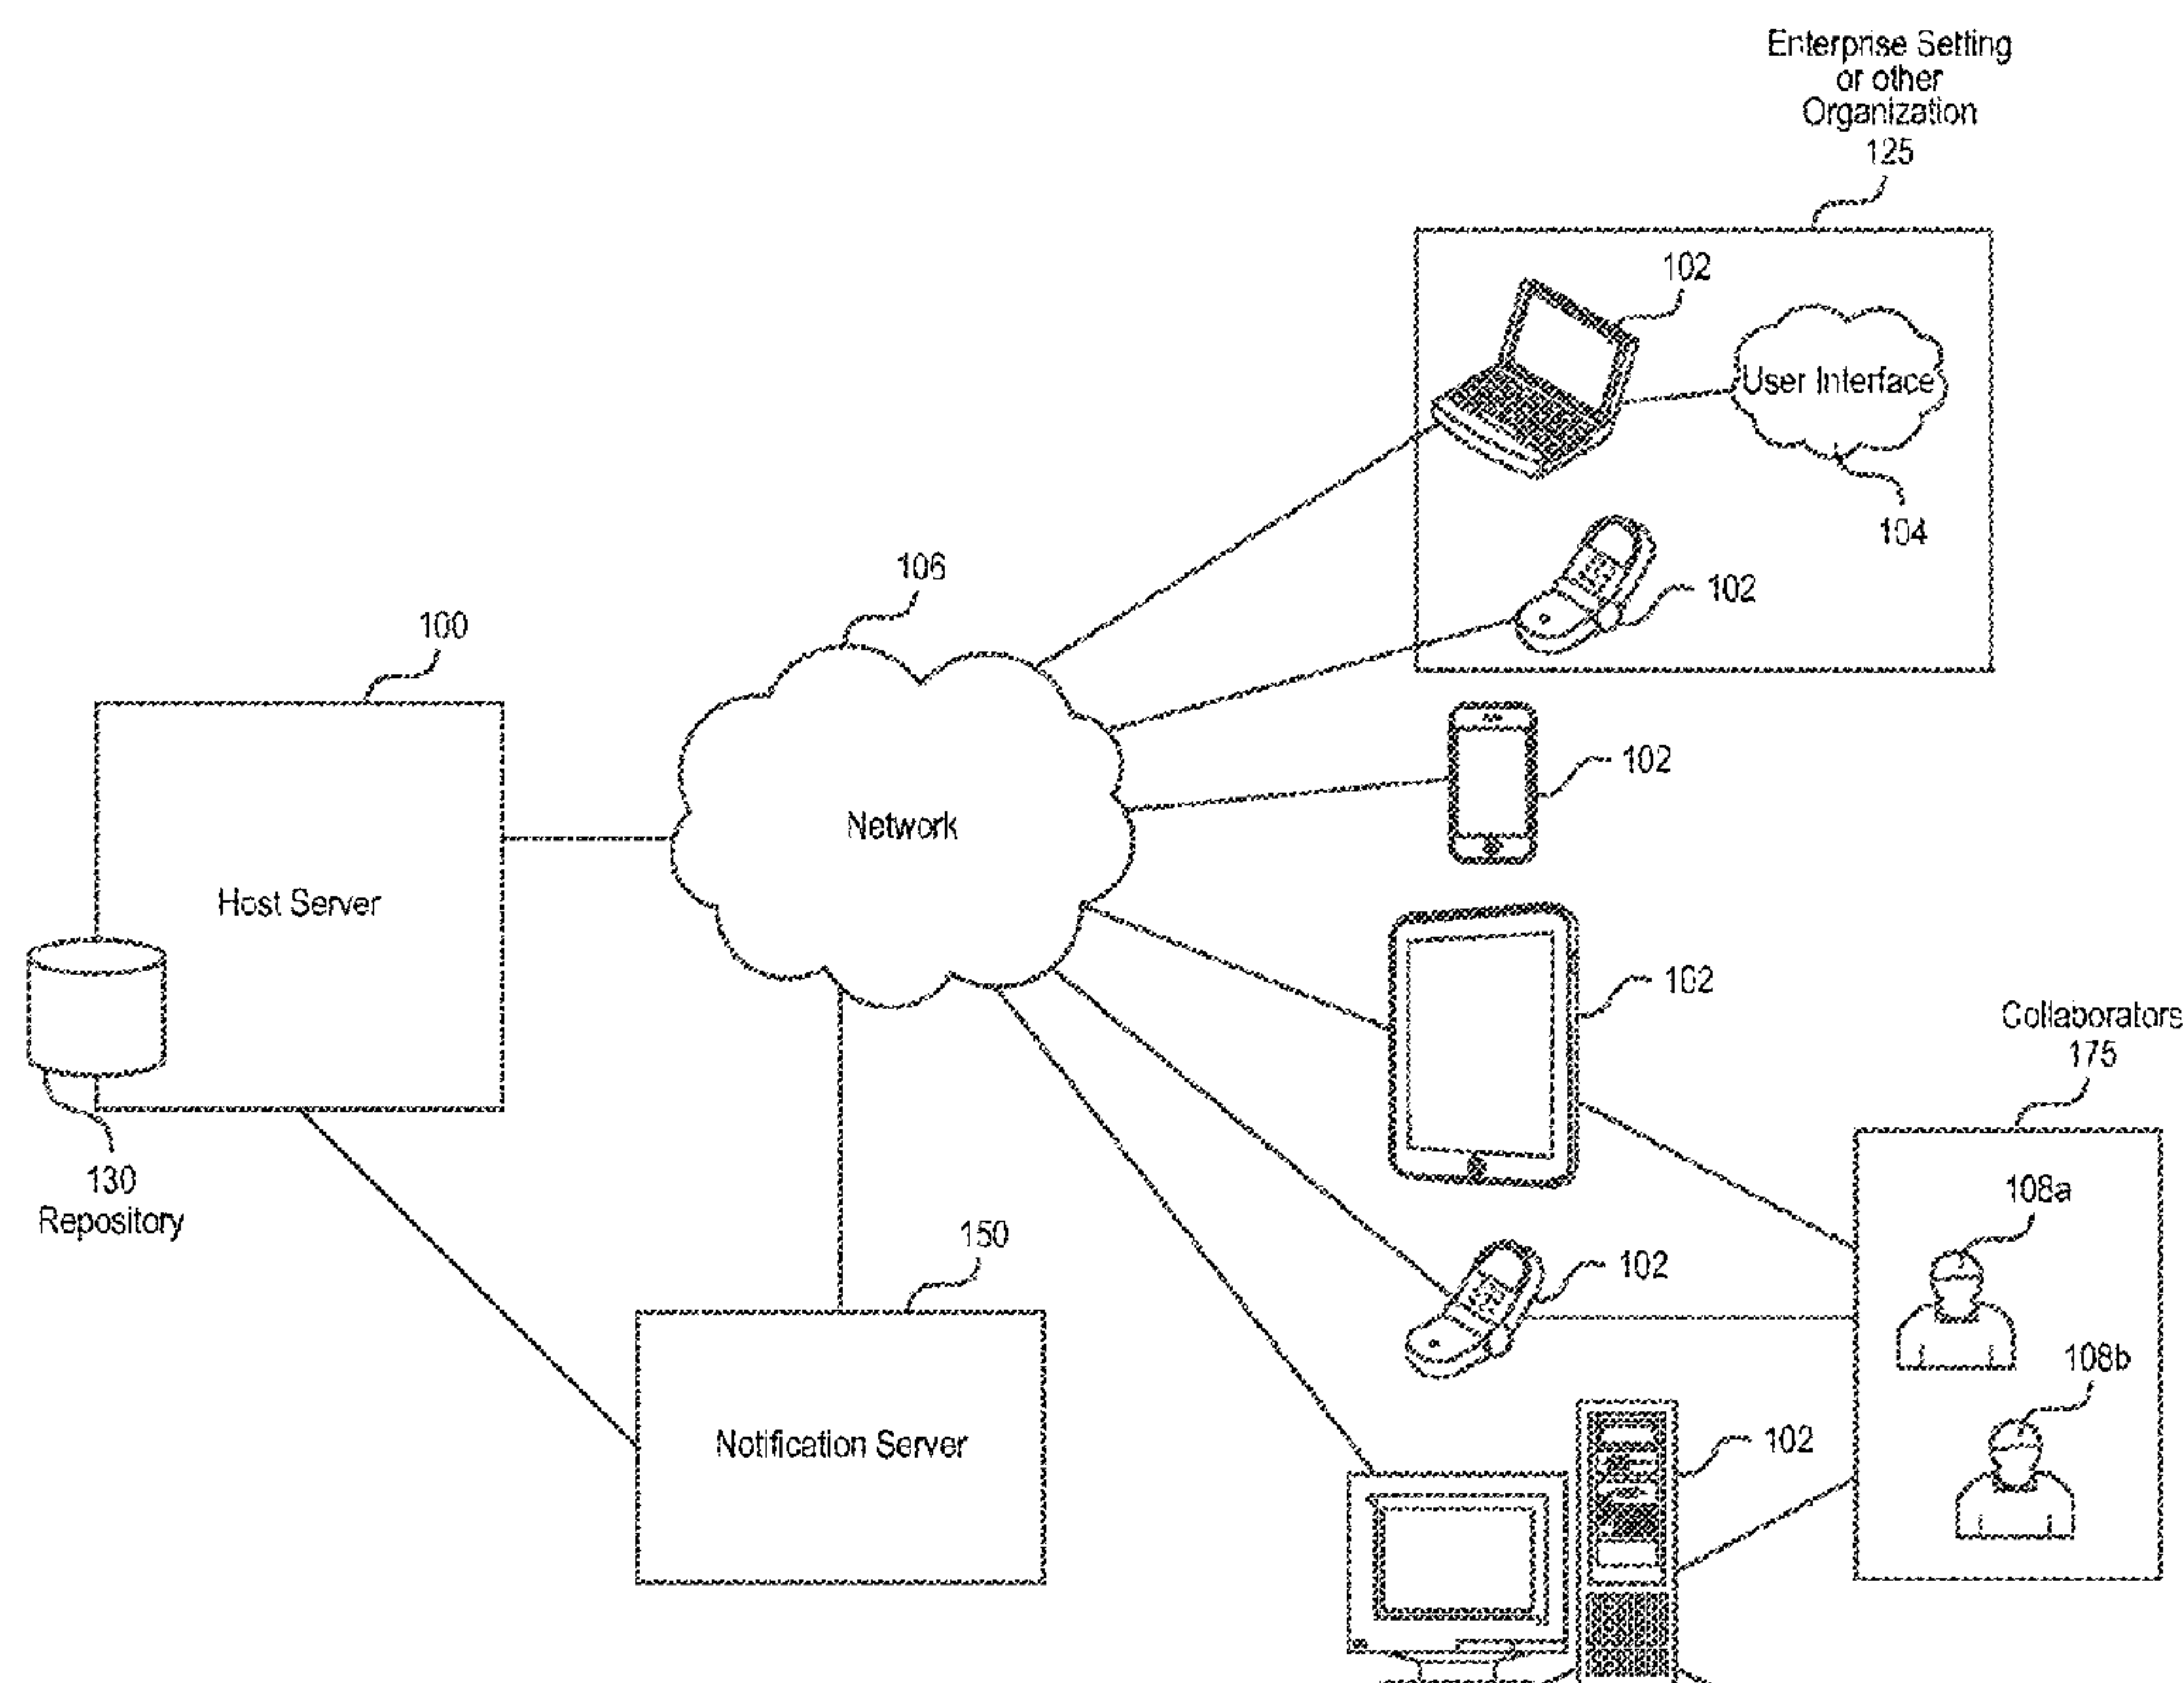 Enterprise Setting
or other
Organization
125
102
User Interface
104
102
106
100
102
Network
Host Server
102
Collaborators
175
130
Repository
108a
150
102
108b
Notification Server
102